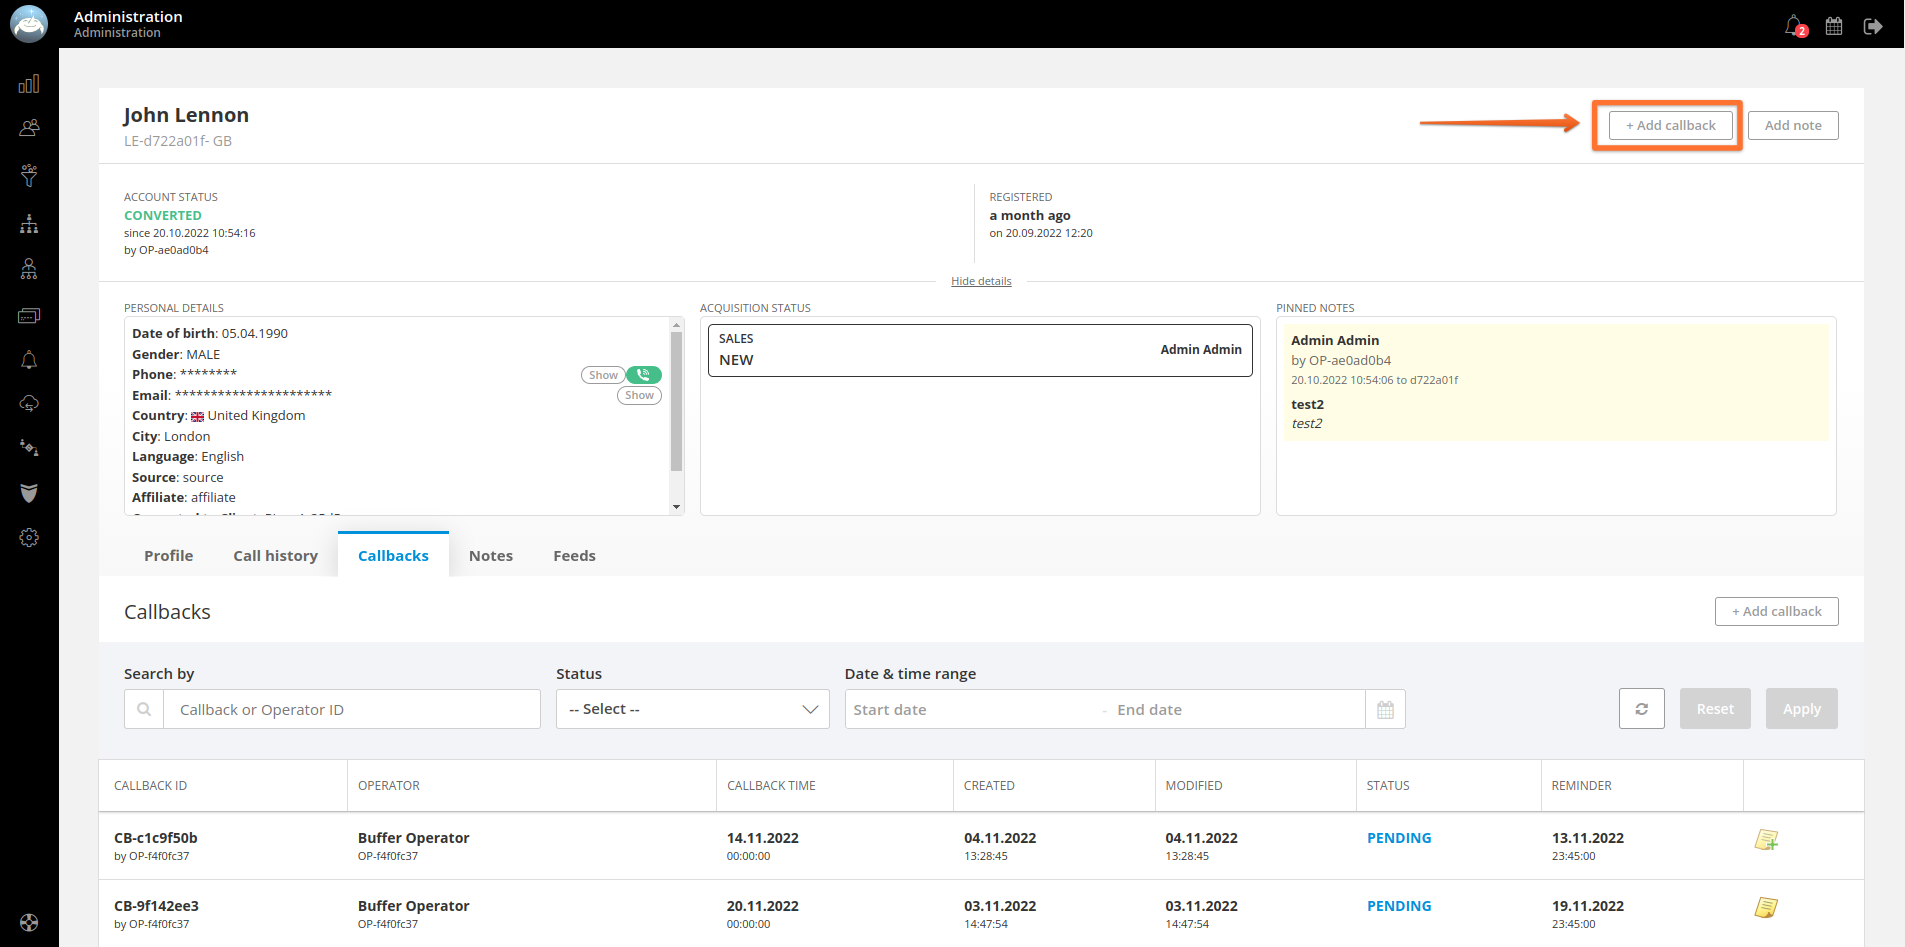 Administration
Administration
2
John Lennon
LE-d722a01f- GB
+ Add callback
Add note
ACCOUNT STATUS
CONVERTED
since 20.10.2022 10:54:16
by OP-ae0ad0b4
REGISTERED
a month ago
on 20.09.2022 12:20
Hide details
PERSONAL DETAILS
Date of birth: 05.04.1990
Gender: MALE
Phone: ********
Show
Email: **********************
Show
Country: United Kingdom
City: London
Language: English
Source: source
Affiliate: affiliate
ACQUISITION STATUS
SALES
NEW
Admin Admin
PINNED NOTES
Admin Admin
by OP-ae0ad0b4
20.10.2022 10:54:06 to d722a01f
test2
test2
Profile Call history Callbacks Notes Feeds
Callbacks
+ Add callback
Search by Status Date & time range
Callback or Operator ID -- Select -- Start date - End date Reset Apply
CALLBACK ID OPERATOR CALLBACK TIME CREATED MODIFIED STATUS REMINDER
CB-c1c9f50b Buffer Operator 14.11.2022 04.11.2022 04.11.2022 PENDING 13.11.2022
by OP-f4f0fc37 OP-f4f0fc37 00:00:00 13:28:45 13:28:45 23:45:00
CB-9f142ee3 Buffer Operator 20.11.2022 03.11.2022 03.11.2022 PENDING 19.11.2022
by OP-f4f0fc37 OP-f4f0fc37 00:00:00 14:47:54 14:47:54 23:45:00